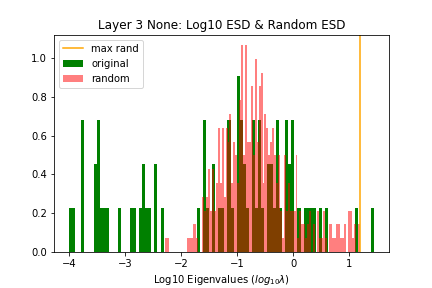 Layer 3 None: Log10 ESD & Random ESD
max rand
original
random
1.0
0.8
0.6
0.4
0.2
0.0
−4
−3
−2
−1
0
1
Log10 Eigenvalues (log10λ)